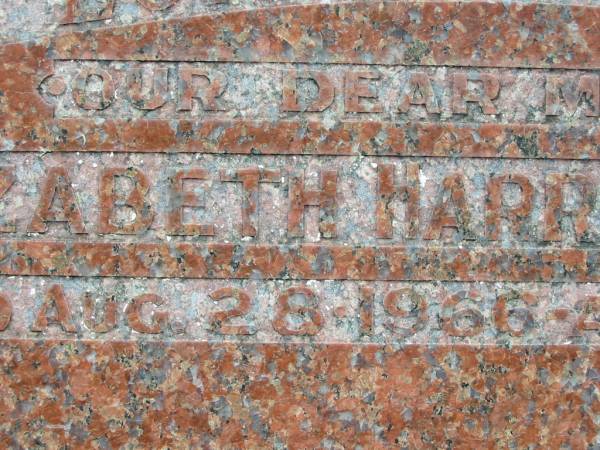 OUR DEAR M
ZABETH HARR
D AUG. 28. 1966. A